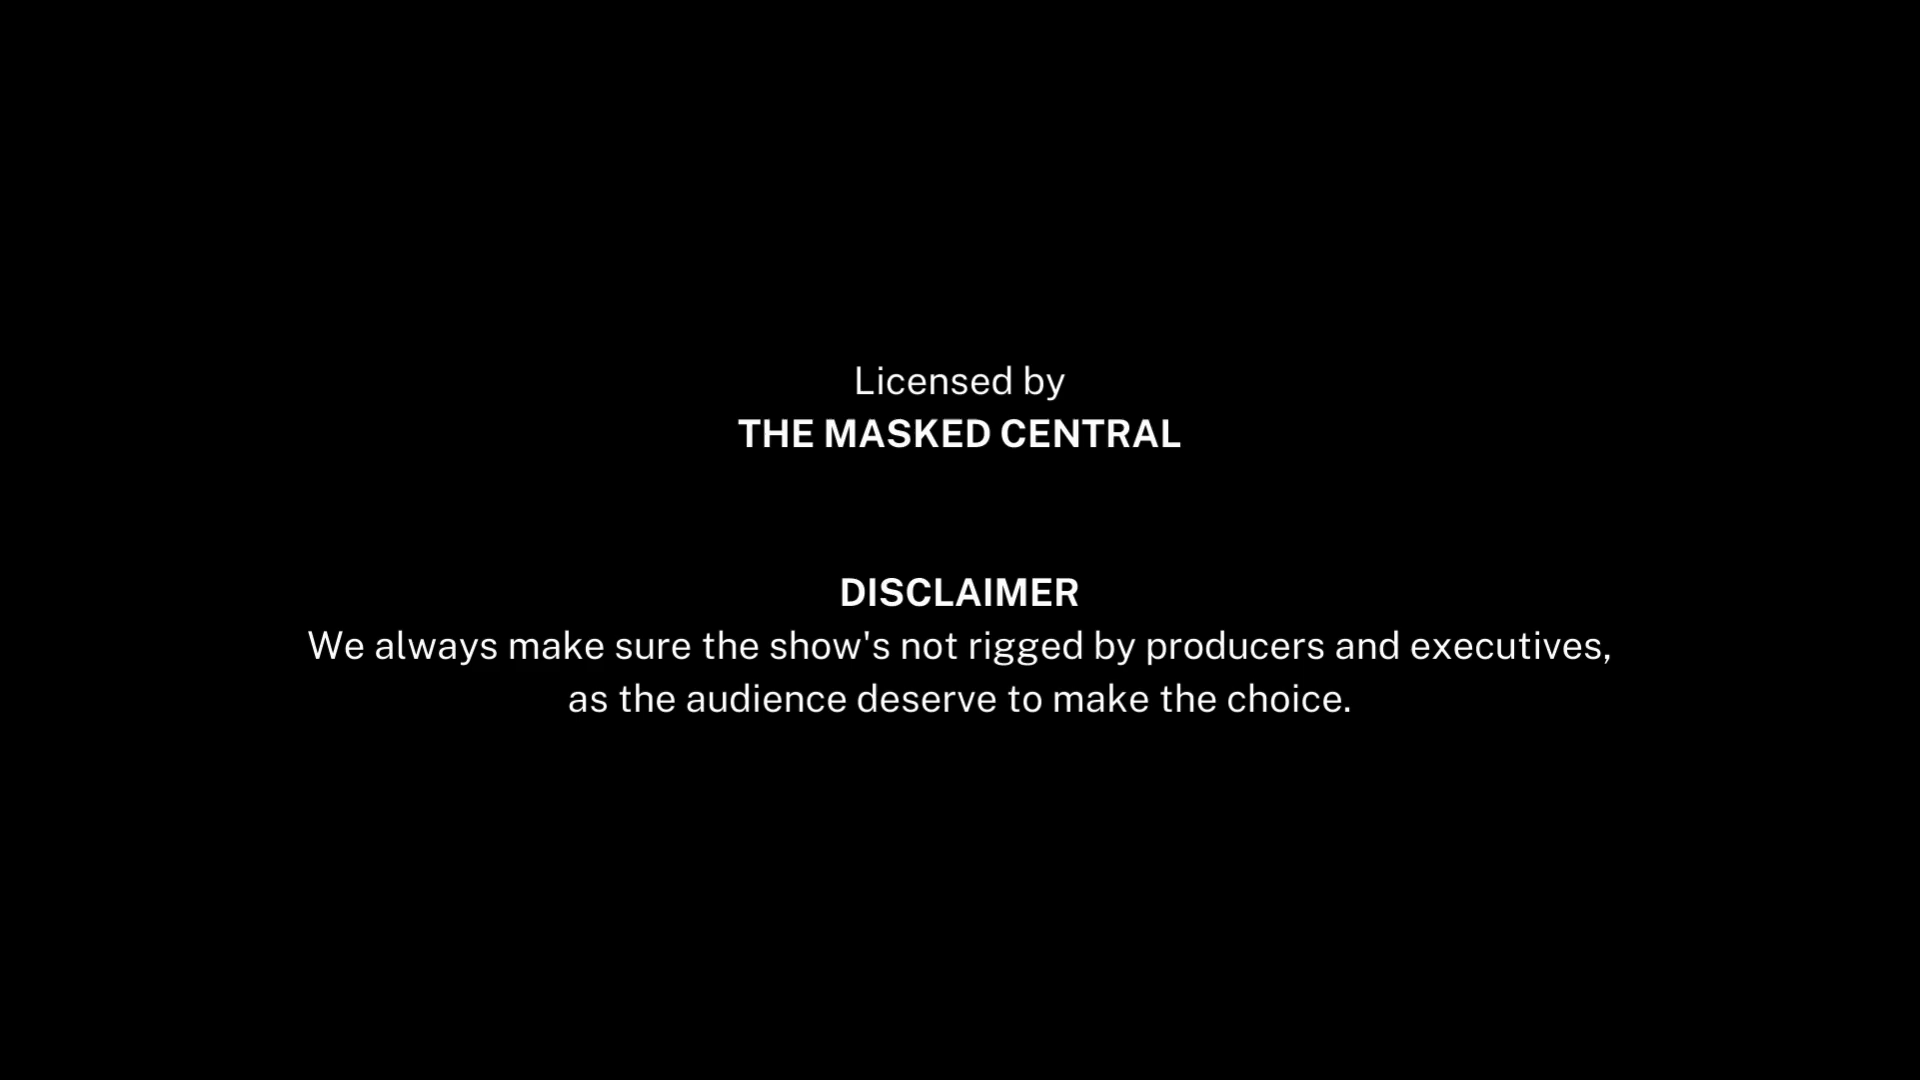 Licensed by
THE MASKED CENTRAL
DISCLAIMER
We always make sure the show's not rigged by producers and executives,
as the audience deserve to make the choice.